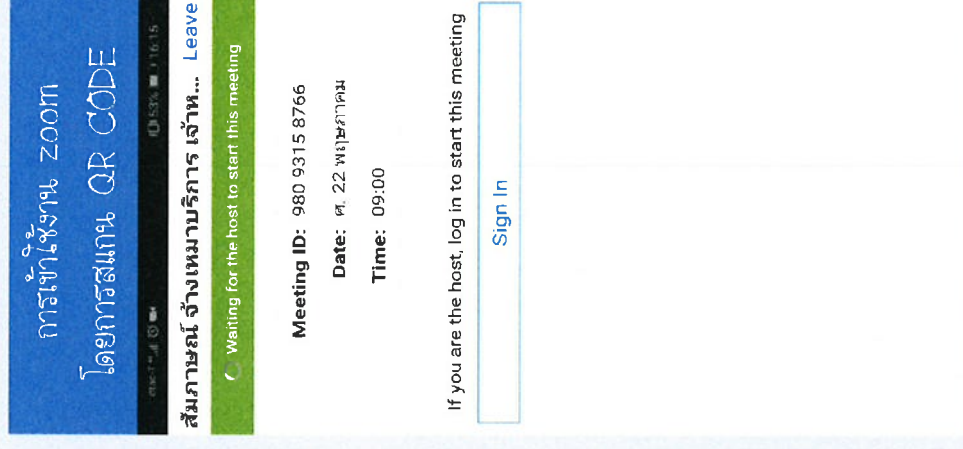 การเข้าใช้งาน zoom
โดยการสแกน QR CODE
53% 16:15
สัมภาษณ์ จ้างเหมาบริการ เจ้าห... Leave
Waiting for the host to start this meeting
Meeting ID: 980 9315 8766
Date: ศ. 22 พฤษภาคม
Time: 09:00
If you are the host, log in to start this meeting
Sign In